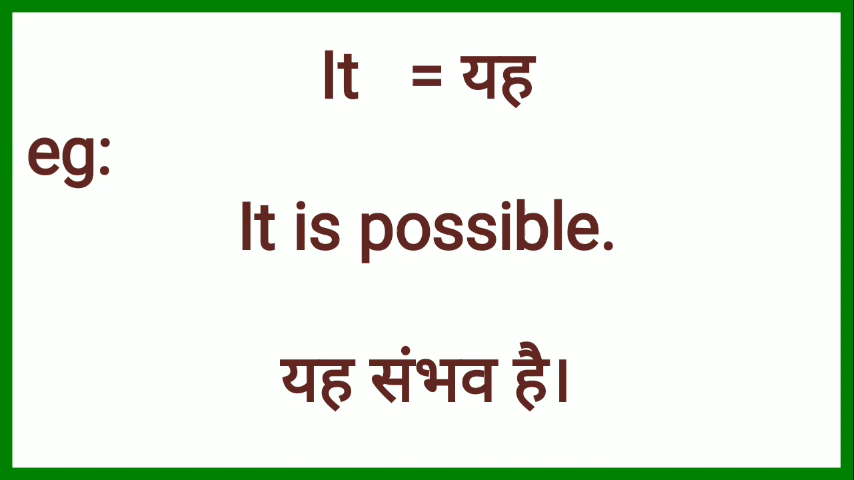 It = यह
eg:
It is possible.
यह संभव है।